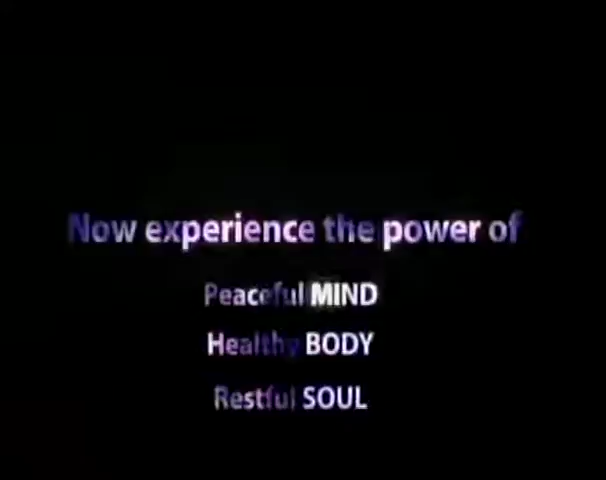 Now experience the power of
Peaceful MIND
Healthy BODY
Restful SOUL